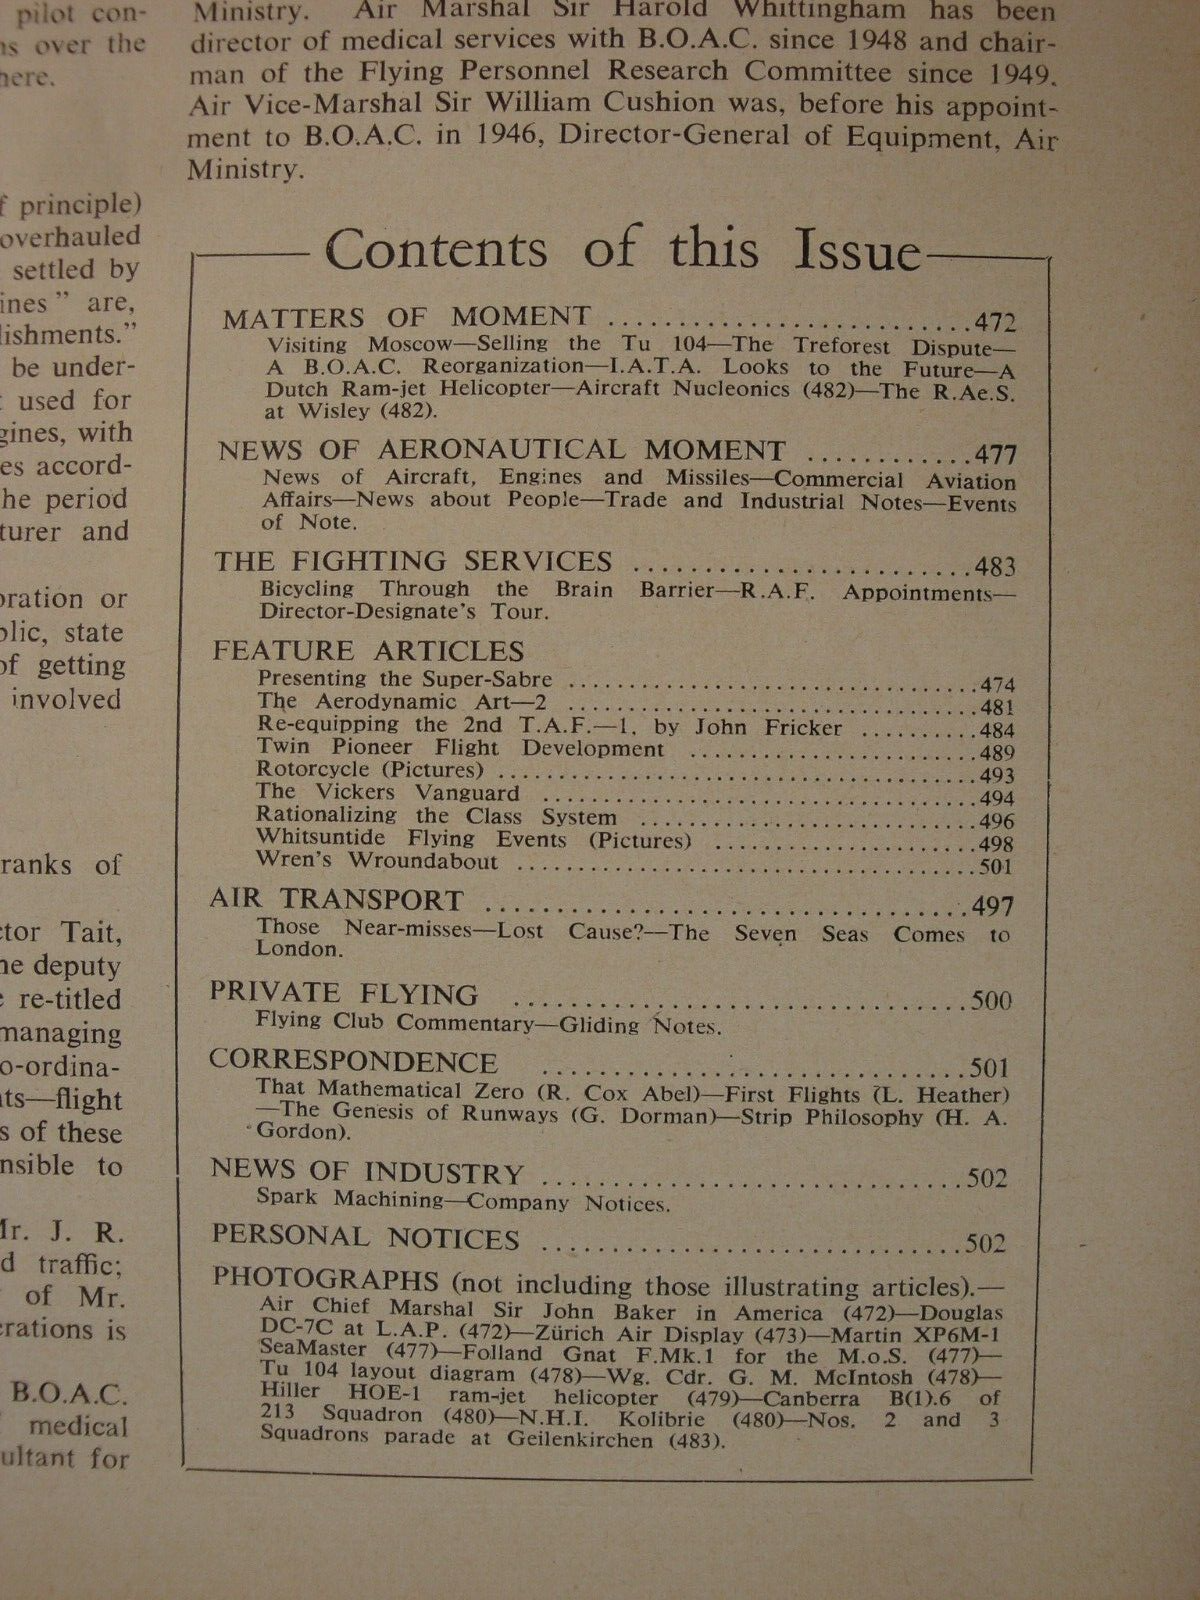 pilot con-
over the
here.
f principle)
overhauled
settled by
ines " are,
lishments."
be under-
used for
gines, with
es accord-
he period
turer and
oration or
olic, state
of getting
involved
ranks of
ctor Tait,
he deputy
re-titled
managing
o-ordina-
ts—flight
s of these
nsible to
Mr. J. R.
d traffic;
of Mr.
erations is
B.O.A.C.
medical
ultant for
Ministry. Air Marshal Sir Harold Whittingham has been
director of medical services with B.O.A.C. since 1948 and chair-
man of the Flying Personnel Research Committee since 1949.
Air Vice-Marshal Sir William Cushion was, before his appoint-
ment to B.O.A.C. in 1946, Director-General of Equipment, Air
Ministry.
Contents of this Issue
MATTERS OF MOMENT ..........................472
Visiting Moscow—Selling the Tu 104—The Treforest Dispute—
A B.O.A.C. Reorganization—I.A.T.A. Looks to the Future—A
Dutch Ram-jet Helicopter—Aircraft Nucleonics (482)—The R.Ae.S.
at Wisley (482).
NEWS OF AERONAUTICAL MOMENT ............477
News of Aircraft, Engines and Missiles—Commercial Aviation
Affairs—News about People—Trade and Industrial Notes—Events
of Note.
THE FIGHTING SERVICES ........................483
Bicycling Through the Brain Barrier—R.A.F. Appointments—
Director-Designate's Tour.
FEATURE ARTICLES
Presenting the Super-Sabre ..................................474
The Aerodynamic Art—2 ..................................481
Re-equipping the 2nd T.A.F.—1, by John Fricker ..........484
Twin Pioneer Flight Development ........................489
Rotorcycle (Pictures) ........................................493
The Vickers Vanguard ....................................494
Rationalizing the Class System ............................496
Whitsuntide Flying Events (Pictures) ......................498
Wren's Wroundabout ......................................501
AIR TRANSPORT ..................................497
Those Near-misses—Lost Cause?—The Seven Seas Comes to
London.
PRIVATE FLYING ................................500
Flying Club Commentary—Gliding Notes.
CORRESPONDENCE ..............................501
That Mathematical Zero (R. Cox Abel)—First Flights (L. Heather)
—The Genesis of Runways (G. Dorman)—Strip Philosophy (H. A.
Gordon).
NEWS OF INDUSTRY ..............................502
Spark Machining—Company Notices.
PERSONAL NOTICES ..............................502
PHOTOGRAPHS (not including those illustrating articles).—
Air Chief Marshal Sir John Baker in America (472)—Douglas
DC-7C at L.A.P. (472)—Zürich Air Display (473)—Martin XP6M-1
SeaMaster (477)—Folland Gnat F.Mk.1 for the M.o.S. (477)—
Tu 104 layout diagram (478)—Wg. Cdr. G. M. McIntosh (478)—
Hiller HOE-1 ram-jet helicopter (479)—Canberra B(1).6 of
213 Squadron (480)—N.H.I. Kolibrie (480)—Nos. 2 and 3
Squadrons parade at Geilenkirchen (483).